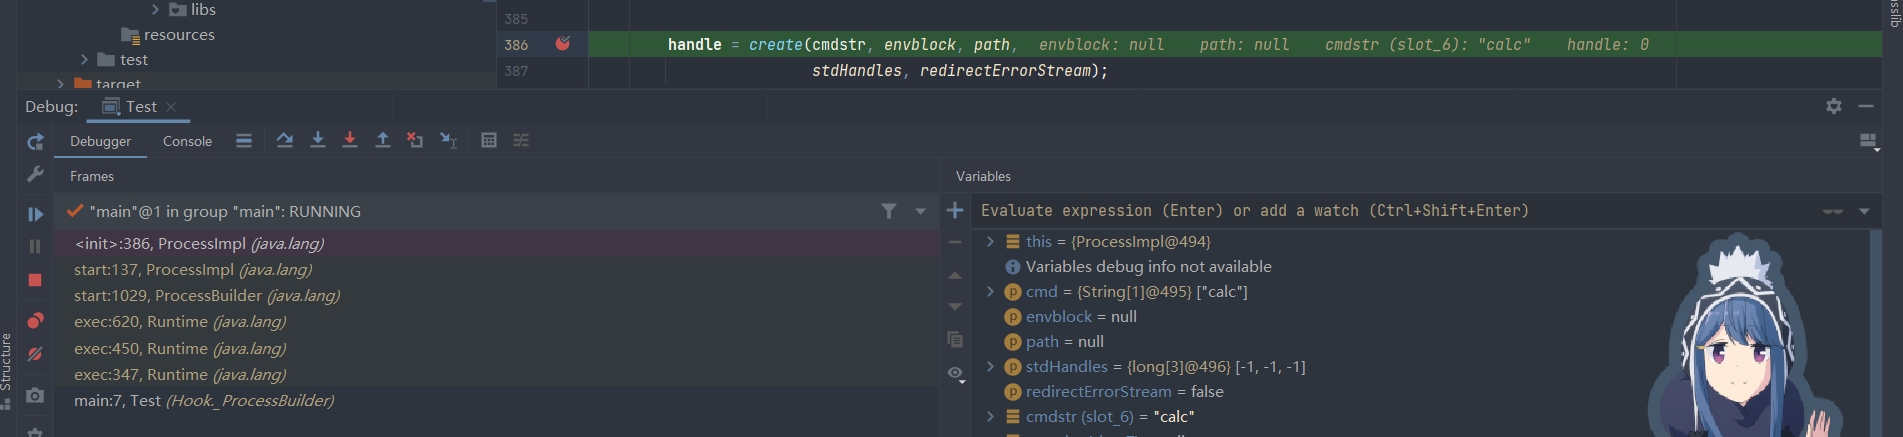 libs
resources
test
target
385
386 handle = create(cmdstr, envblock, path, envblock: null path: null cmdstr (slot_6): "calc" handle: 0
387 stdHandles, redirectErrorStream);
Debug: Test
Debugger Console
Frames
"main"@1 in group "main": RUNNING
<init>:386, ProcessImpl (java.lang)
start:137, ProcessImpl (java.lang)
start:1029, ProcessBuilder (java.lang)
exec:620, Runtime (java.lang)
exec:450, Runtime (java.lang)
exec:347, Runtime (java.lang)
main:7, Test (Hook._ProcessBuilder)
Structure
Variables
Evaluate expression (Enter) or add a watch (Ctrl+Shift+Enter)
this = {ProcessImpl@494}
Variables debug info not available
cmd = {String[1]@495} ["calc"]
envblock = null
path = null
stdHandles = {long[3]@496} [-1, -1, -1]
redirectErrorStream = false
cmdstr (slot_6) = "calc"